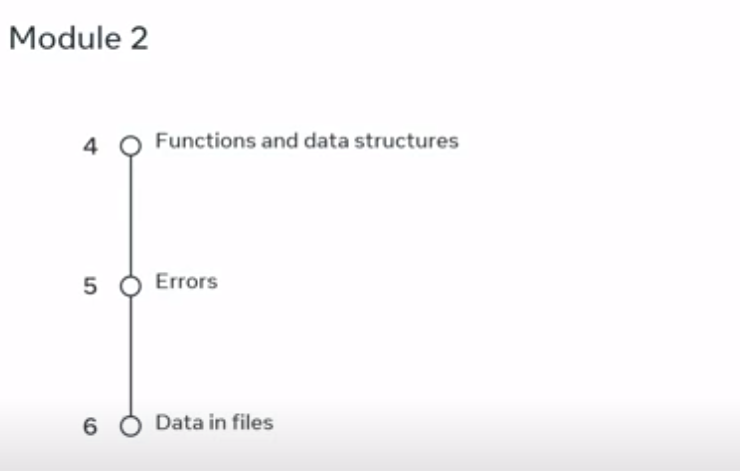 Module 2
4 Functions and data structures
5 Errors
6 Data in files